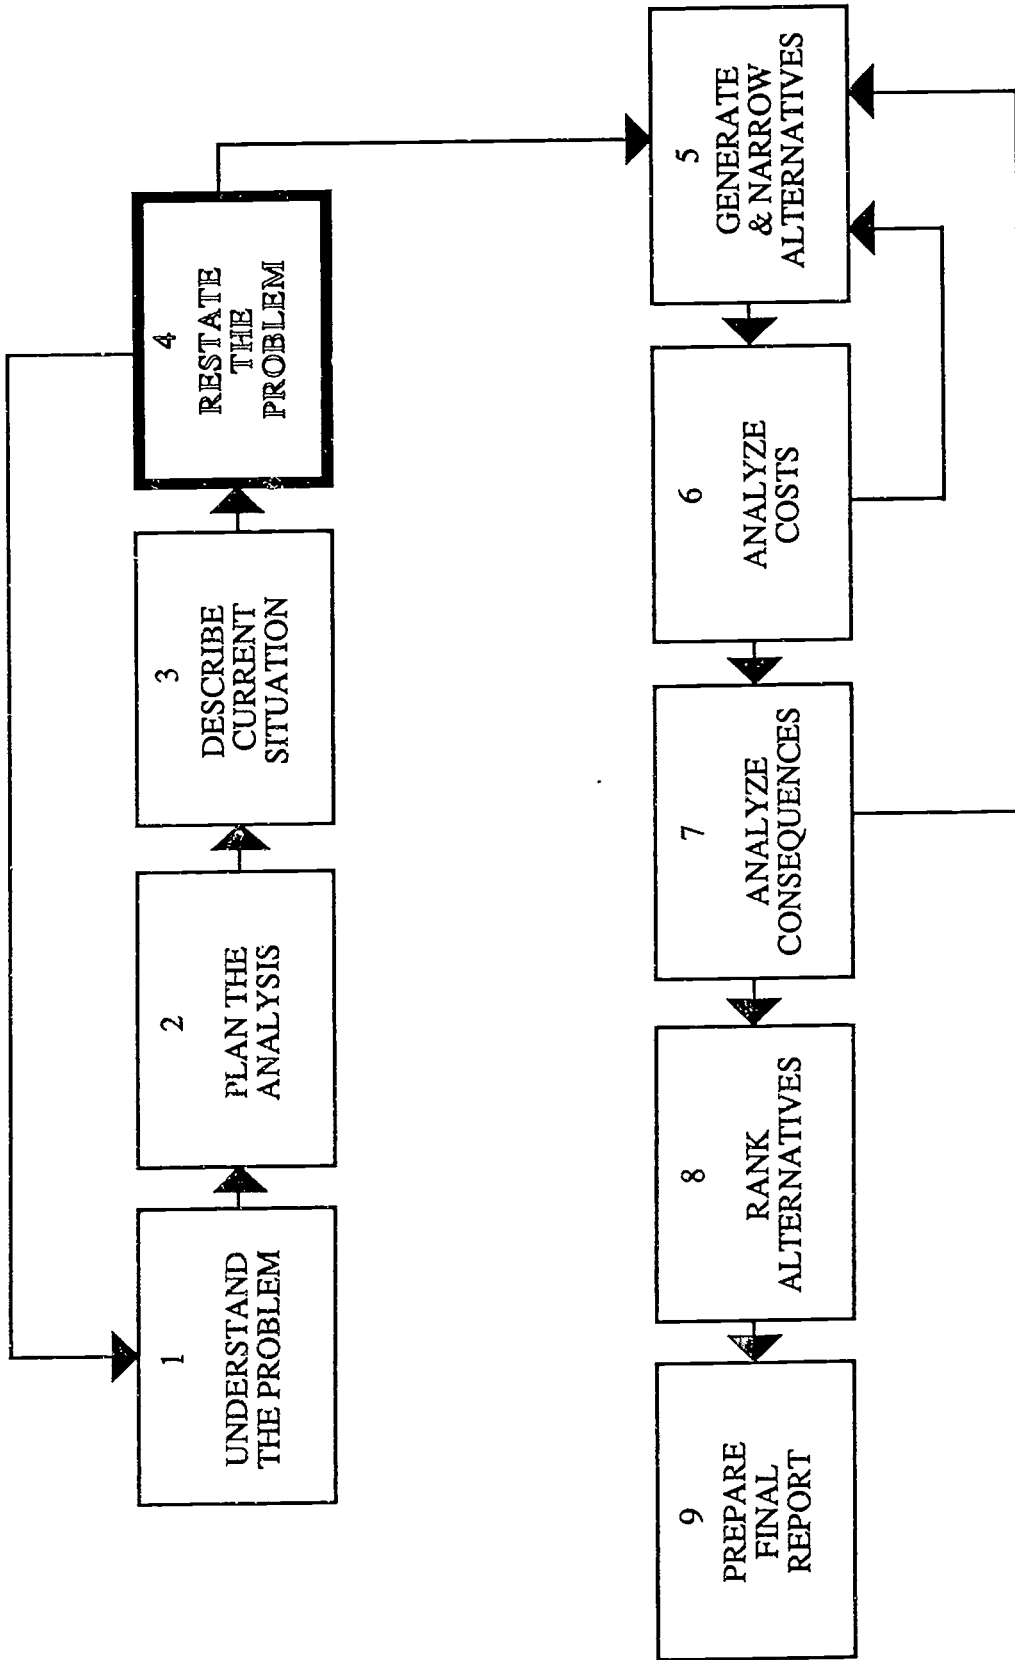 1
UNDERSTAND
THE PROBLEM
2
PLAN THE
ANALYSIS
3
DESCRIBE
CURRENT
SITUATION
4
RESTATE
THE
PROBLEM
5
GENERATE
& NARROW
ALTERNATIVES
6
ANALYZE
COSTS
7
ANALYZE
CONSEQUENCES
8
RANK
ALTERNATIVES
9
PREPARE
FINAL
REPORT